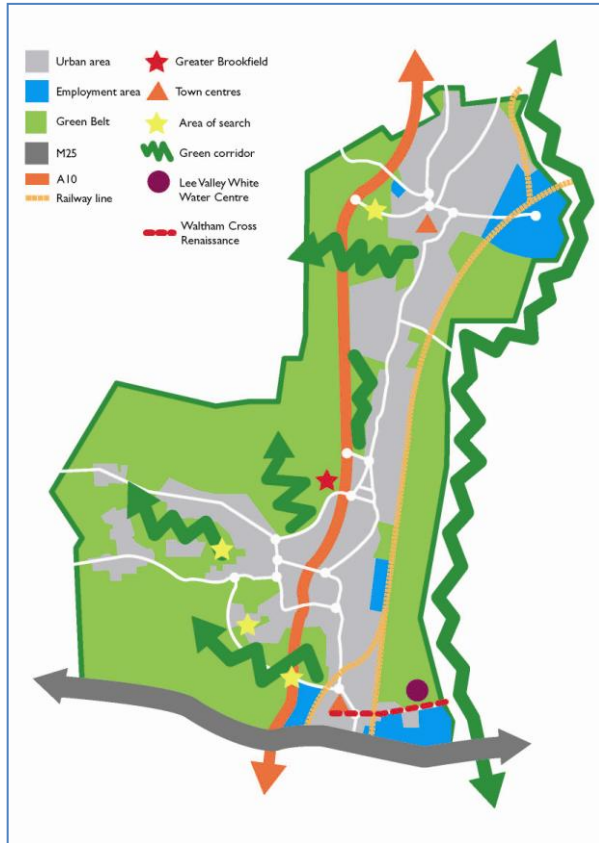 Urban area
Employment area
Green Belt
M25
A10
Railway line
Greater Brookfield
Town centres
Area of search
Green corridor
Lee Valley White
Water Centre
Waltham Cross
Renaissance